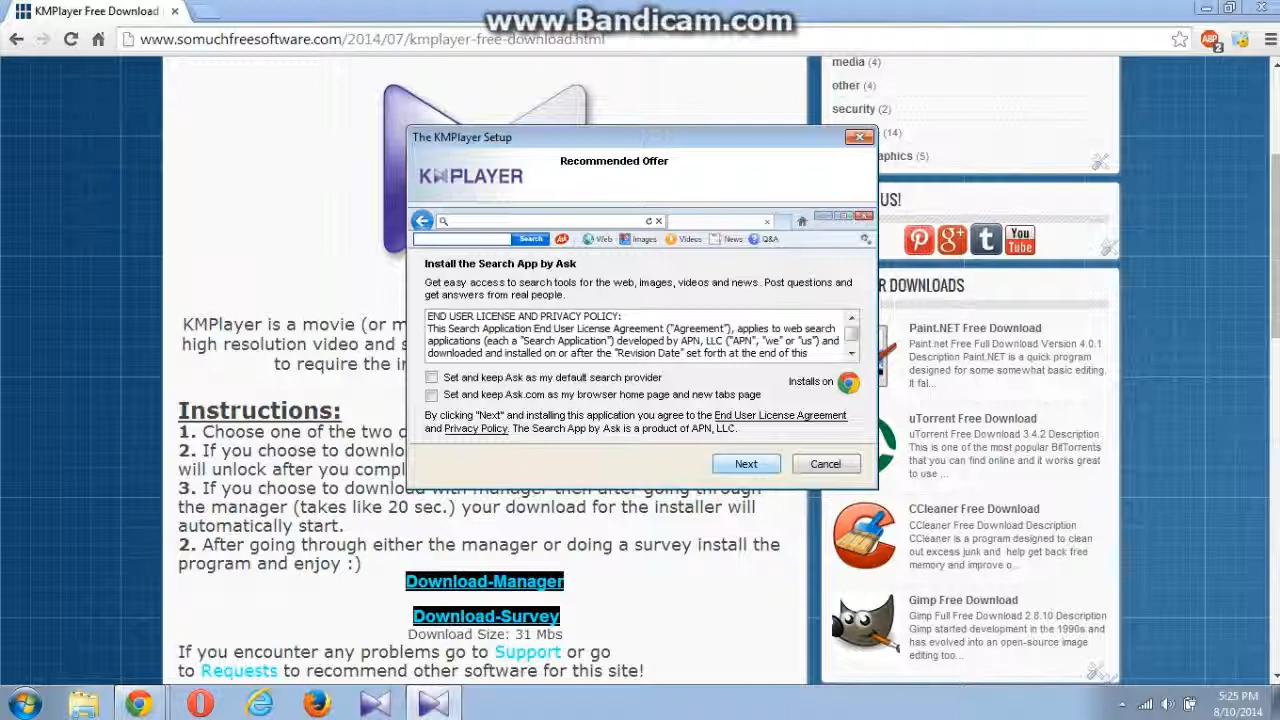 KMPlayer Free Download
www.Bandicam.com
www.somuchfreesoftware.com/2014/07/kmplayer-free-download.html
ABP
2
media (4)
other (4)
security (2)
(14)
aphics (5)
US!
You
Tube
R DOWNLOADS
Paint.NET Free Download
Paint.net Free Full Download Version 4.0.1
Description Paint.NET is a quick program
designed for some somewhat basic editing.
It fal...
uTorrent Free Download
uTorrent Free Download 3.4.2 Description
This is one of the most popular BitTorrents
that you can find online and it works great
to use ...
CCleaner Free Download
CCleaner Free Download Description
CCleaner is a program designed to clean
out excess junk and help get back free
memory and improve o...
Gimp Free Download
Gimp Full Free Download 2.8.10 Description
Gimp started development in the 1990s and
has evolved into an open-source image
editing too...
The KMPlayer Setup
Recommended Offer
KMPLAYER
Search
Ask
Web
Images
Videos
News
Q&A
Install the Search App by Ask
Get easy access to search tools for the web, images, videos and news. Post questions and
get answers from real people.
END USER LICENSE AND PRIVACY POLICY:
This Search Application End User License Agreement ("Agreement"), applies to web search
applications (each a "Search Application") developed by APN, LLC ("APN", "we" or "us") and
downloaded and installed on or after the "Revision Date" set forth at the end of this
Set and keep Ask as my default search provider
Installs on
Set and keep Ask.com as my browser home page and new tabs page
By clicking "Next" and installing this application you agree to the End User License Agreement
and Privacy Policy. The Search App by Ask is a product of APN, LLC.
Next
Cancel
KMPlayer is a movie (or m
high resolution video and s
to require the ir
Instructions:
1. Choose one of the two d
2. If you choose to downlo
will unlock after you compl
3. If you choose to download with manager then after going through
the manager (takes like 20 sec.) your download for the installer will
automatically start.
2. After going through either the manager or doing a survey install the
program and enjoy :)
Download-Manager
Download-Survey
Download Size: 31 Mbs
If you encounter any problems go to Support or go
to Requests to recommend other software for this site!
5:25 PM
8/10/2014